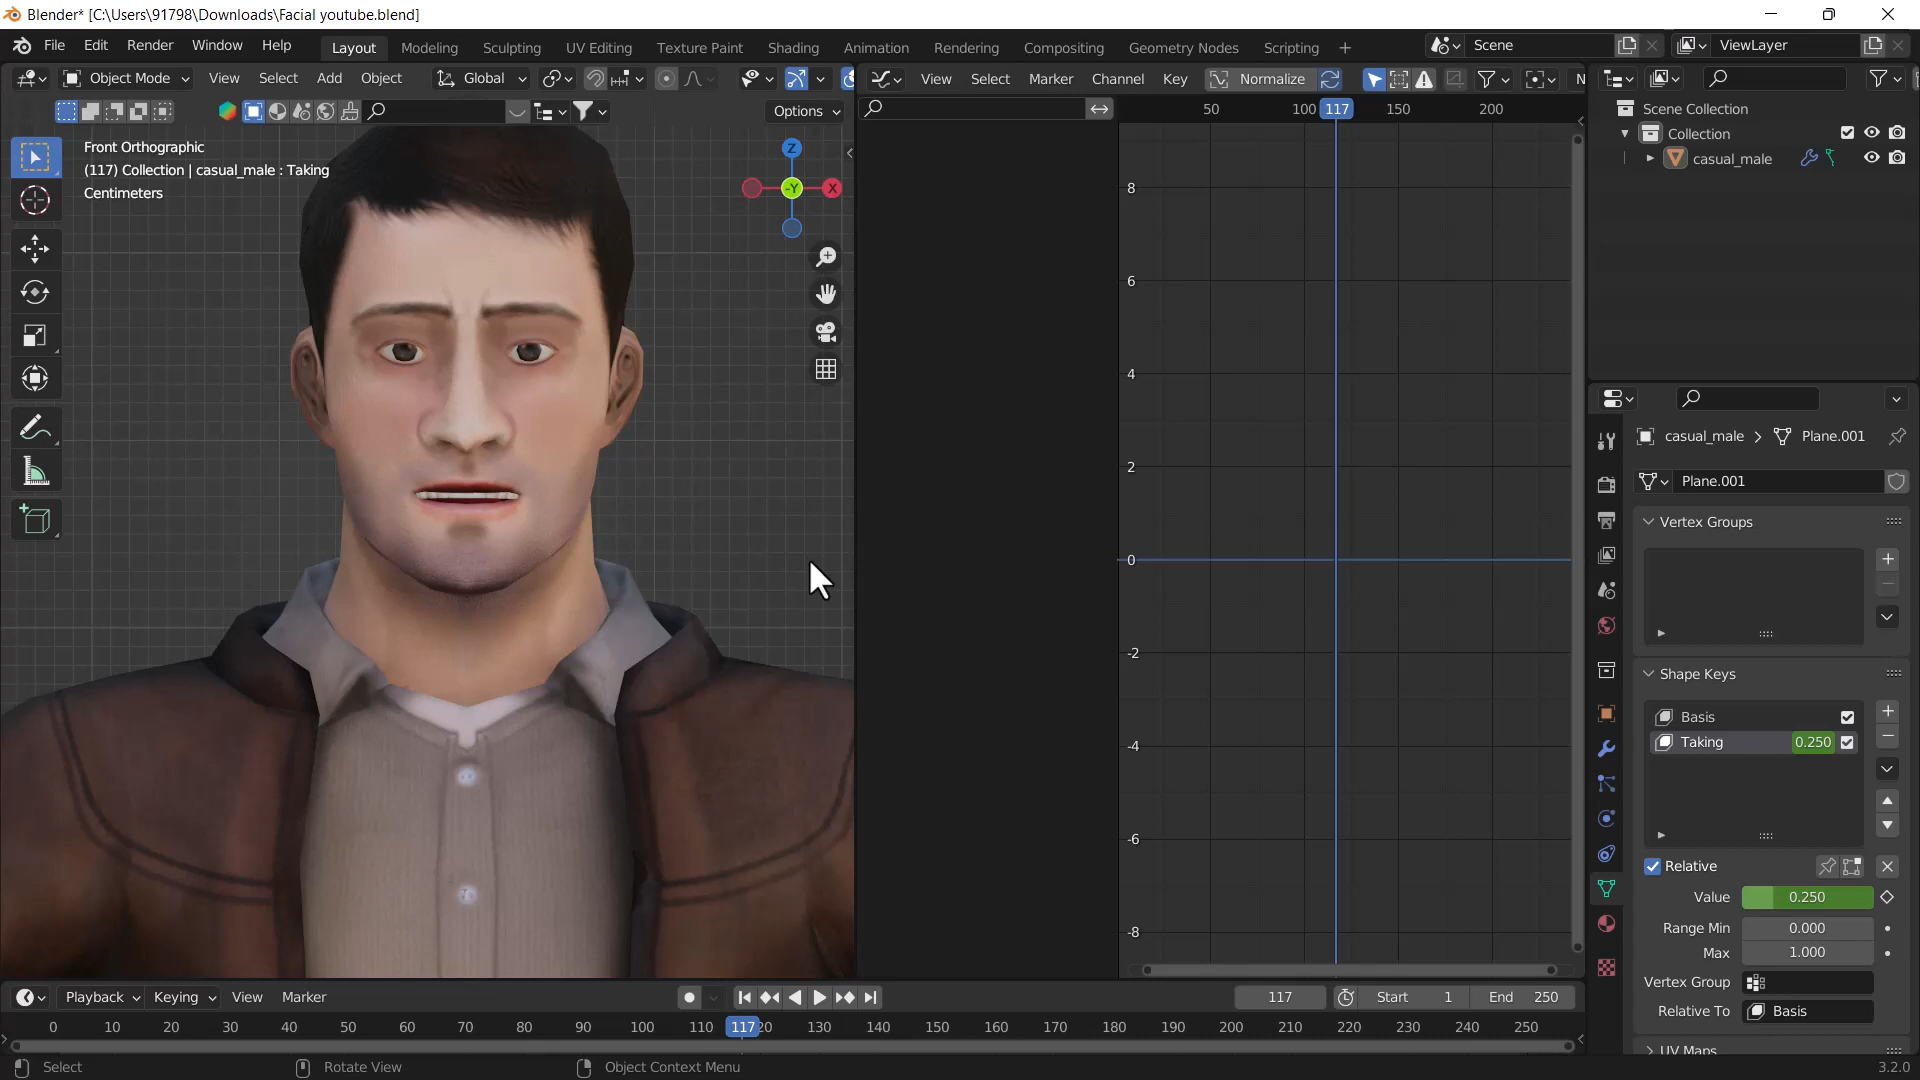 Blender* [C:\Users\91798\Downloads\Facial youtube.blend]
File Edit Render Window Help Layout Modeling Sculpting UV Editing Texture Paint Shading Animation Rendering Compositing Geometry Nodes Scripting + Scene ViewLayer
Object Mode View Select Add Object Global View Select Marker Channel Key Normalize N
Options 50 100 117 150 200 Scene Collection
Front Orthographic
(117) Collection | casual_male : Taking
Centimeters
Z
-Y
X
Collection
casual_male
8
6
4
2
0
-2
-4
-6
-8
casual_male > Plane.001
Plane.001
Vertex Groups
Shape Keys
Basis
Taking 0.250
Relative
Value 0.250
Range Min 0.000
Max 1.000
Vertex Group
Relative To Basis
UV Maps
Playback Keying View Marker 117 Start 1 End 250
0 10 20 30 40 50 60 70 80 90 100 110 117 20 130 140 150 160 170 180 190 200 210 220 230 240 250
Select Rotate View Object Context Menu 3.2.0